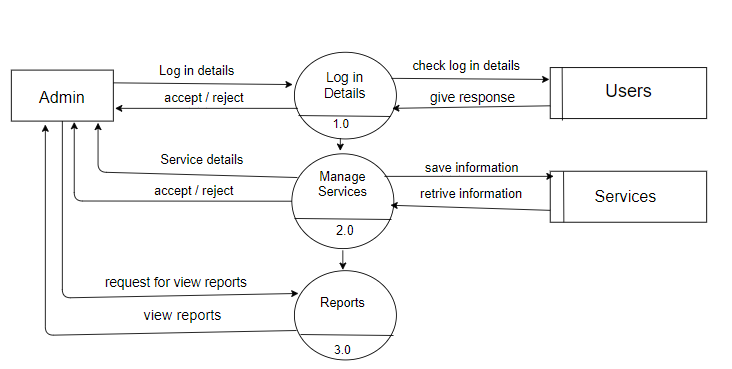 Log in details
accept / reject
Admin
Log in
Details
1.0
check log in details
give response
Users
Service details
accept / reject
Manage
Services
2.0
save information
retrive information
Services
request for view reports
view reports
Reports
3.0